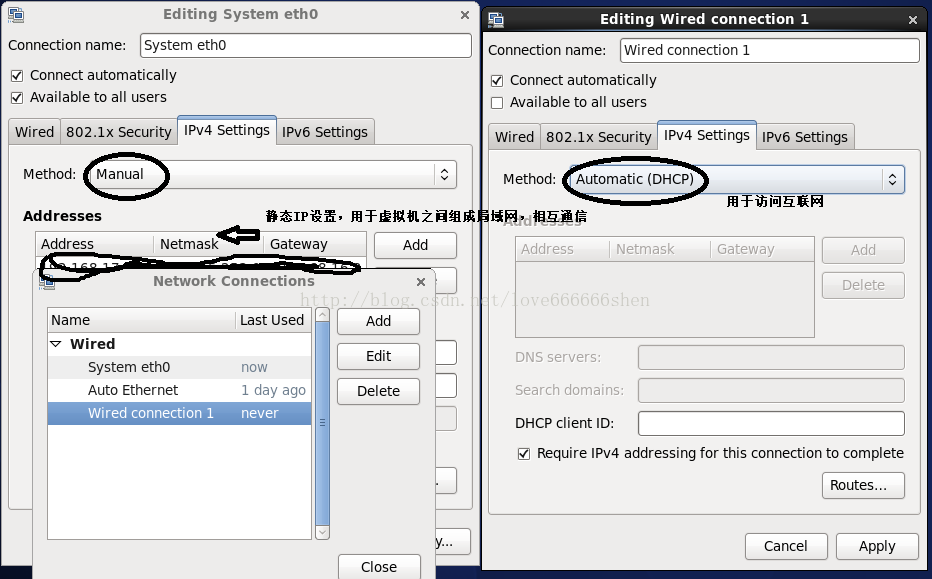 Editing System eth0
Connection name: System eth0
Connect automatically
Available to all users
Wired 802.1x Security IPv4 Settings IPv6 Settings
Method: Manual
静态IP设置，用于虚拟机之间组成局域网，相互通信
Addresses
Address Netmask Gateway
Add
Network Connections
Name Last Used
Wired
System eth0 now
Auto Ethernet 1 day ago
Wired connection 1 never
Add
Edit
Delete
Close
Editing Wired connection 1
Connection name: Wired connection 1
Connect automatically
Available to all users
Wired 802.1x Security IPv4 Settings IPv6 Settings
Method: Automatic (DHCP)
用于访问互联网
Addresses
Address Netmask Gateway
Add
Delete
DNS servers:
Search domains:
DHCP client ID:
Require IPv4 addressing for this connection to complete
Routes...
Cancel Apply
http://blog.csdn.net/love666666shen